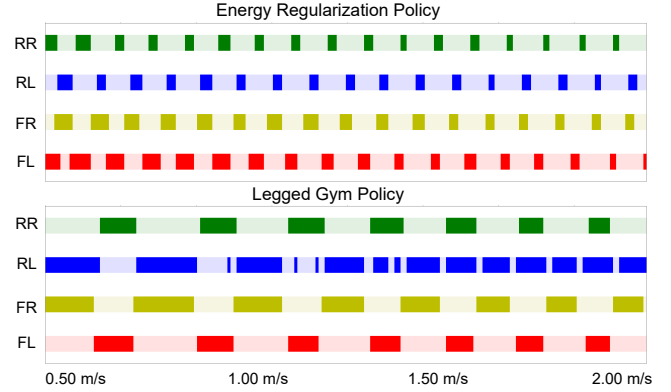 Energy Regularization Policy
RR
RL
FR
FL
Legged Gym Policy
RR
RL
FR
FL
0.50 m/s 1.00 m/s 1.50 m/s 2.00 m/s